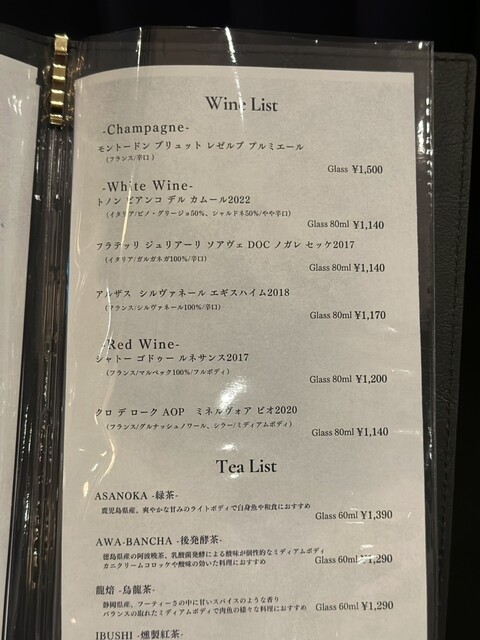 Wine List
-Champagne-
モンードン ブリュット レゼルブ プルミエール
(フランス/辛口)
Glass ¥1,500
-White Wine-
トノン ビアンコ デル カムール2022
(イタリア/ピノ・グリージョ50%、シャルドネ50%/やや辛口)
Glass 80ml ¥1,140
フラテッリ ジュリアーリ ソアヴェ DOC ノガレ セッケ2017
(イタリア/ガルガネガ100%/辛口)
Glass 80ml ¥1,140
アルザス シルヴァネール エギスハイム2018
(フランス/シルヴァネール100%/辛口)
Glass 80ml ¥1,170
-Red Wine-
シャトー ゴドゥー ルネサンス2017
(フランス/マルベック100%/フルボディ)
Glass 80ml ¥1,200
クロ デ ローク AOP ミネルヴォア ビオ2020
(フランス/グルナッシュノワール、シラー/ミディアムボディ)
Glass 80ml ¥1,140
Tea List
ASANOKA -緑茶-
鹿児島県産、爽やかな甘みのライトボディで白身魚や和食におすすめ
Glass 60ml ¥1,390
AWA-BANCHA -後発酵茶-
徳島県産の阿波晩茶、乳酸菌発酵による酸味が個性的なミディアムボディ
カニクリームコロッケや酸味の効いた料理におすすめ
Glass 60ml ¥1,290
龍焙 -烏龍茶-
静岡県産、フルーティーさの中に甘いスパイスのような香り
バランスの取れたミディアムボディで肉魚の様々な料理におすすめ
Glass 60ml ¥1,290
IBUSHI -燻製紅茶-